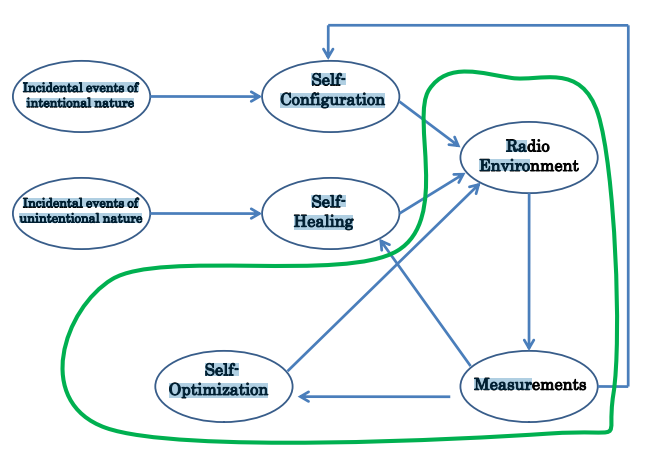 Incidental events of
intentional nature
Self-
Configuration
Radio
Environment
Incidental events of
unintentional nature
Self-
Healing
Self-
Optimization
Measurements